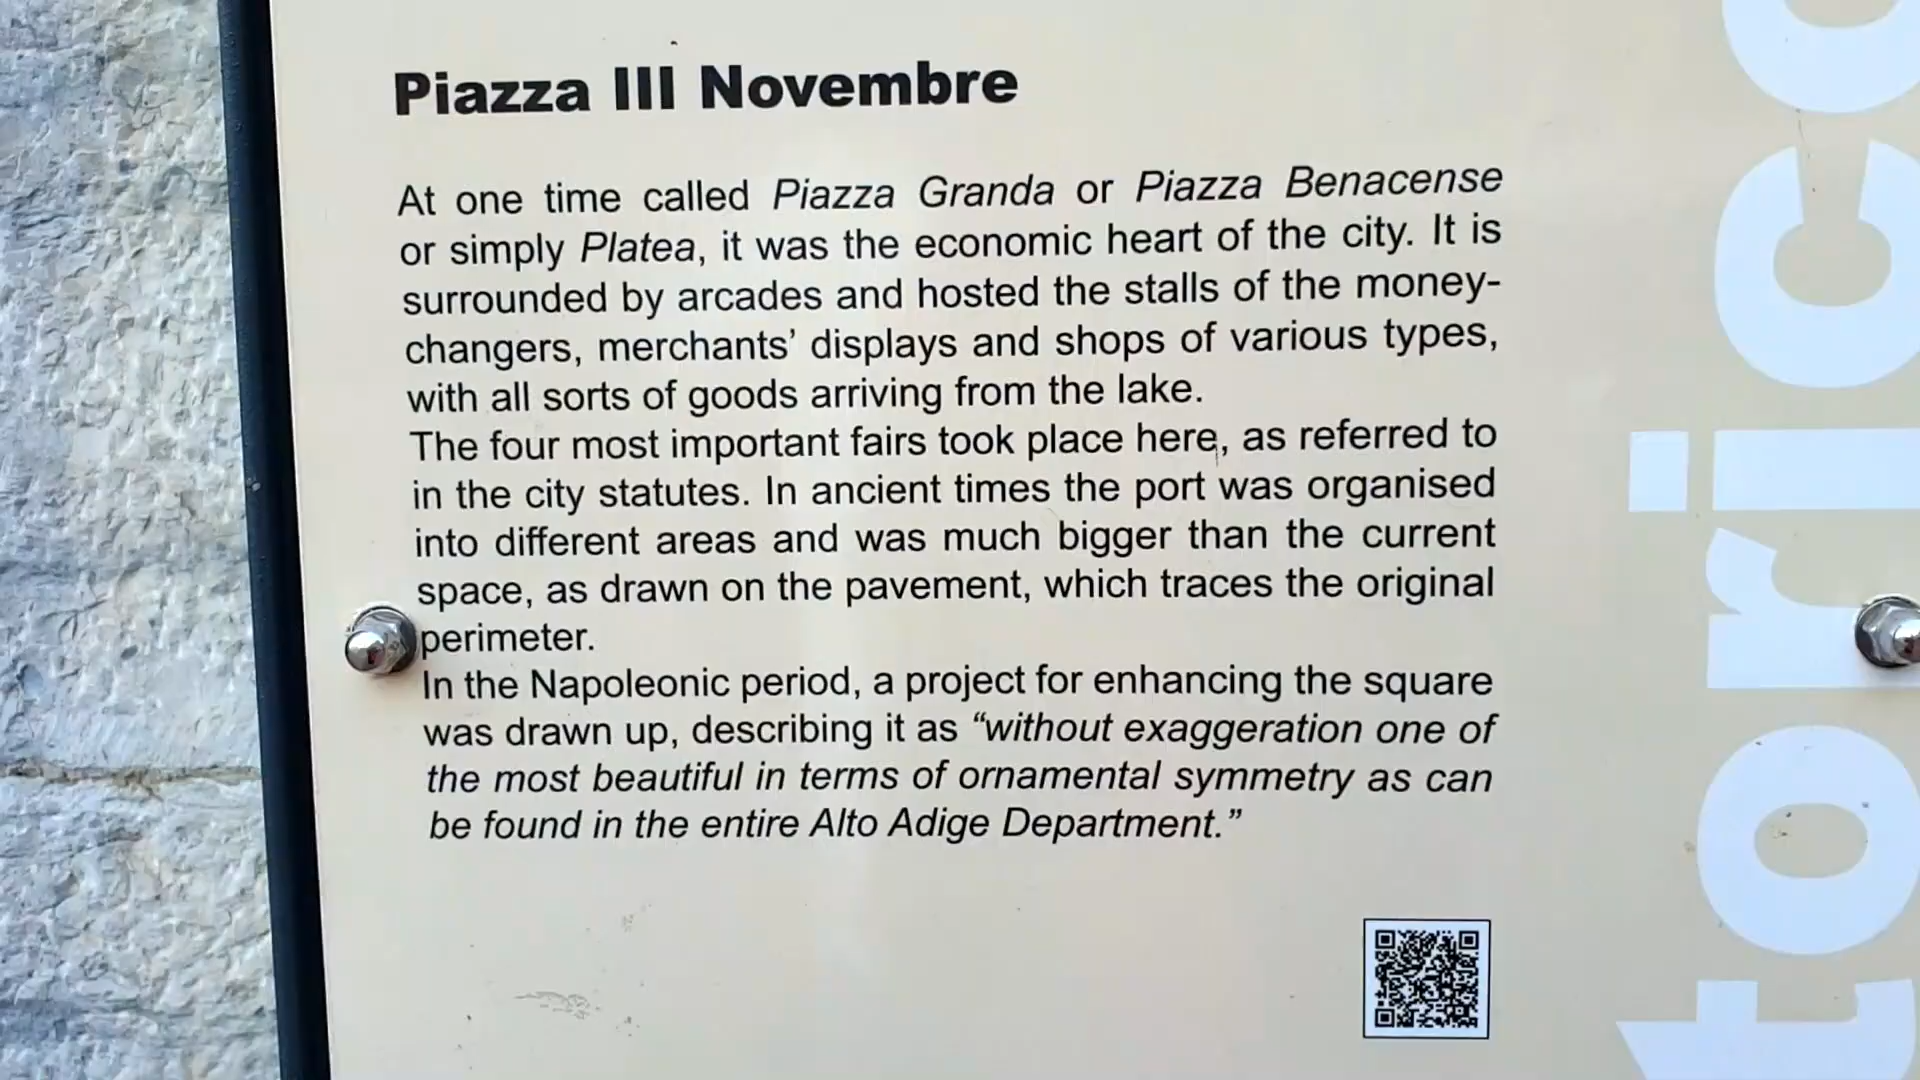 Piazza III Novembre
At one time called Piazza Granda or Piazza Benacense
or simply Platea, it was the economic heart of the city. It is
surrounded by arcades and hosted the stalls of the money-
changers, merchants’ displays and shops of various types,
with all sorts of goods arriving from the lake.
The four most important fairs took place here, as referred to
in the city statutes. In ancient times the port was organised
into different areas and was much bigger than the current
space, as drawn on the pavement, which traces the original
perimeter.
In the Napoleonic period, a project for enhancing the square
was drawn up, describing it as “without exaggeration one of
the most beautiful in terms of ornamental symmetry as can
be found in the entire Alto Adige Department.”
torico